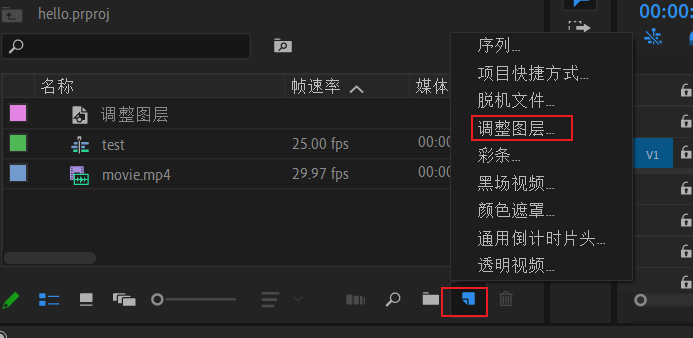 hello.prproj
00:00:
名称
帧速率
媒体
调整图层
test
25.00 fps
00:00
movie.mp4
29.97 fps
00:00
序列...
项目快捷方式...
脱机文件...
调整图层...
彩条...
黑场视频...
颜色遮罩...
通用倒计时片头...
透明视频...
V1